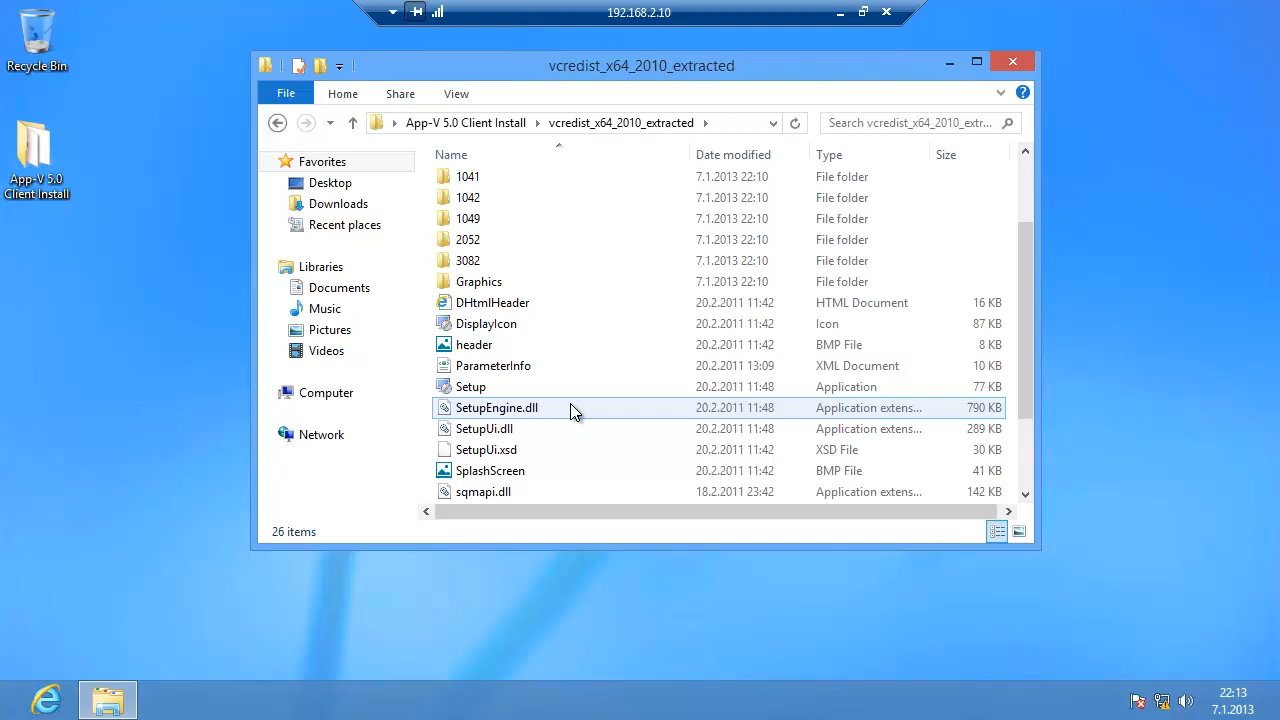 192.168.2.10
Recycle Bin
App-V 5.0
Client Install
vcredist_x64_2010_extracted
File Home Share View
App-V 5.0 Client Install vcredist_x64_2010_extracted Search vcredist_x64_2010_extr...
Favorites
Desktop
Downloads
Recent places
Libraries
Documents
Music
Pictures
Videos
Computer
Network
Name Date modified Type Size
1041 7.1.2013 22:10 File folder
1042 7.1.2013 22:10 File folder
1049 7.1.2013 22:10 File folder
2052 7.1.2013 22:10 File folder
3082 7.1.2013 22:10 File folder
Graphics 7.1.2013 22:10 File folder
DHtmlHeader 20.2.2011 11:42 HTML Document 16 KB
DisplayIcon 20.2.2011 11:42 Icon 87 KB
header 20.2.2011 11:42 BMP File 8 KB
ParameterInfo 20.2.2011 13:09 XML Document 10 KB
Setup 20.2.2011 11:48 Application 77 KB
SetupEngine.dll 20.2.2011 11:48 Application extens... 790 KB
SetupUi.dll 20.2.2011 11:48 Application extens... 289 KB
SetupUi.xsd 20.2.2011 11:42 XSD File 30 KB
SplashScreen 20.2.2011 11:42 BMP File 41 KB
sqmapi.dll 18.2.2011 23:42 Application extens... 142 KB
26 items
22:13
7.1.2013